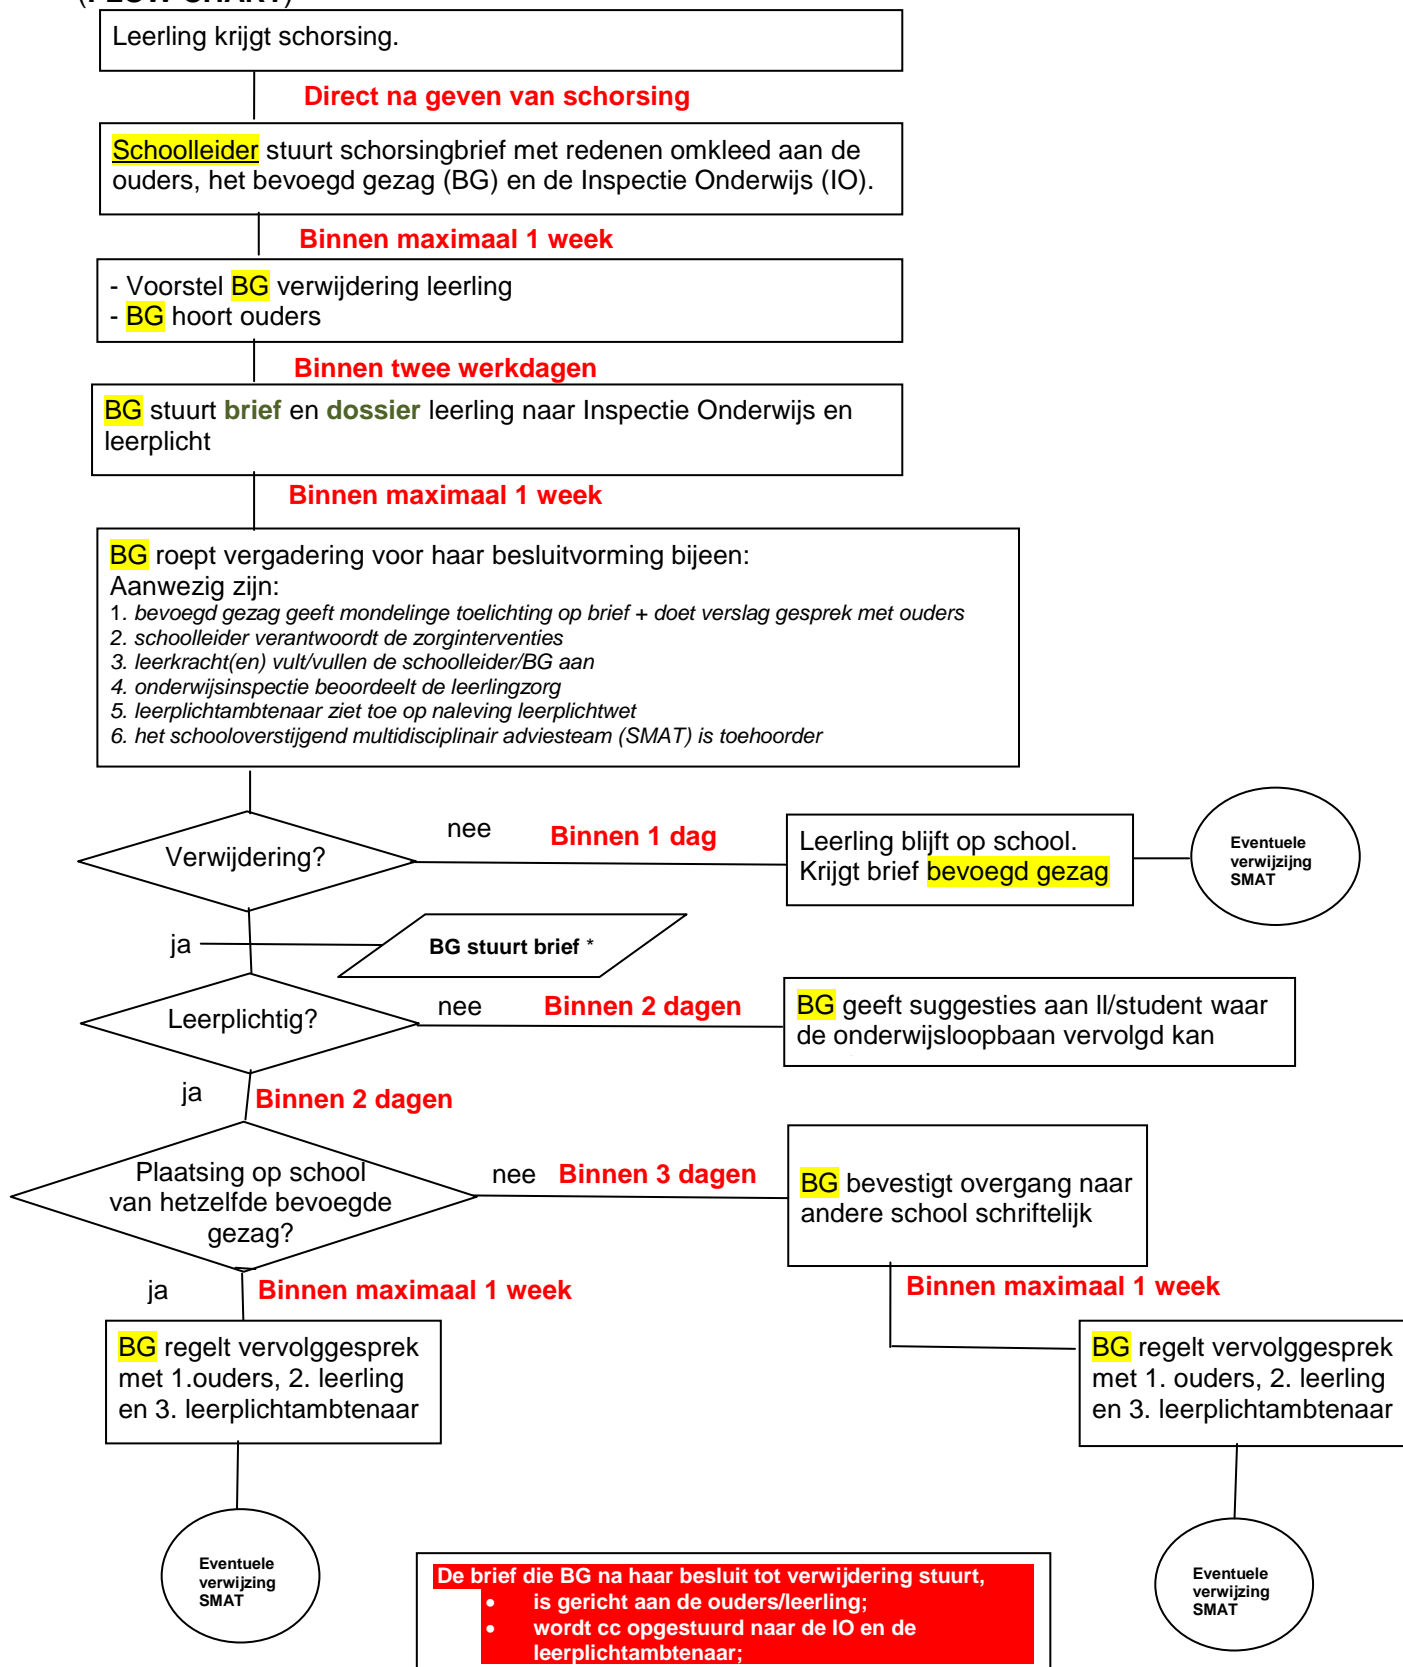 (FLOW CHART)
Leerling krijgt schorsing.
Direct na geven van schorsing
Schoolleider stuurt schorsingbrief met redenen omkleed aan de
ouders, het bevoegd gezag (BG) en de Inspectie Onderwijs (IO).
Binnen maximaal 1 week
- Voorstel BG verwijdering leerling
- BG hoort ouders
Binnen twee werkdagen
BG stuurt brief en dossier leerling naar Inspectie Onderwijs en
leerplicht
Binnen maximaal 1 week
BG roept vergadering voor haar besluitvorming bijeen:
Aanwezig zijn:
1. bevoegd gezag geeft mondelinge toelichting op brief + doet verslag gesprek met ouders
2. schoolleider verantwoordt de zorginterventies
3. leerkracht(en) vult/vullen de schoolleider/BG aan
4. onderwijsinspectie beoordeelt de leerlingzorg
5. leerplichtambtenaar ziet toe op naleving leerplichtwet
6. het schooloverstijgend multidisciplinair adviesteam (SMAT) is toehoorder
Verwijdering?
nee
Binnen 1 dag
Leerling blijft op school.
Krijgt brief bevoegd gezag
Eventuele
verwijzijng
SMAT
ja
BG stuurt brief *
Leerplichtig?
nee
Binnen 2 dagen
BG geeft suggesties aan ll/student waar
de onderwijsloopbaan vervolgd kan
ja
Binnen 2 dagen
Plaatsing op school
van hetzelfde bevoegde
gezag?
nee
Binnen 3 dagen
BG bevestigt overgang naar
andere school schriftelijk
ja
Binnen maximaal 1 week
Binnen maximaal 1 week
BG regelt vervolggesprek
met 1.ouders, 2. leerling
en 3. leerplichtambtenaar
BG regelt vervolggesprek
met 1. ouders, 2. leerling
en 3. leerplichtambtenaar
Eventuele
verwijzing
SMAT
Eventuele
verwijzing
SMAT
De brief die BG na haar besluit tot verwijdering stuurt,
• is gericht aan de ouders/leerling;
• wordt cc opgestuurd naar de IO en de
leerplichtambtenaar;